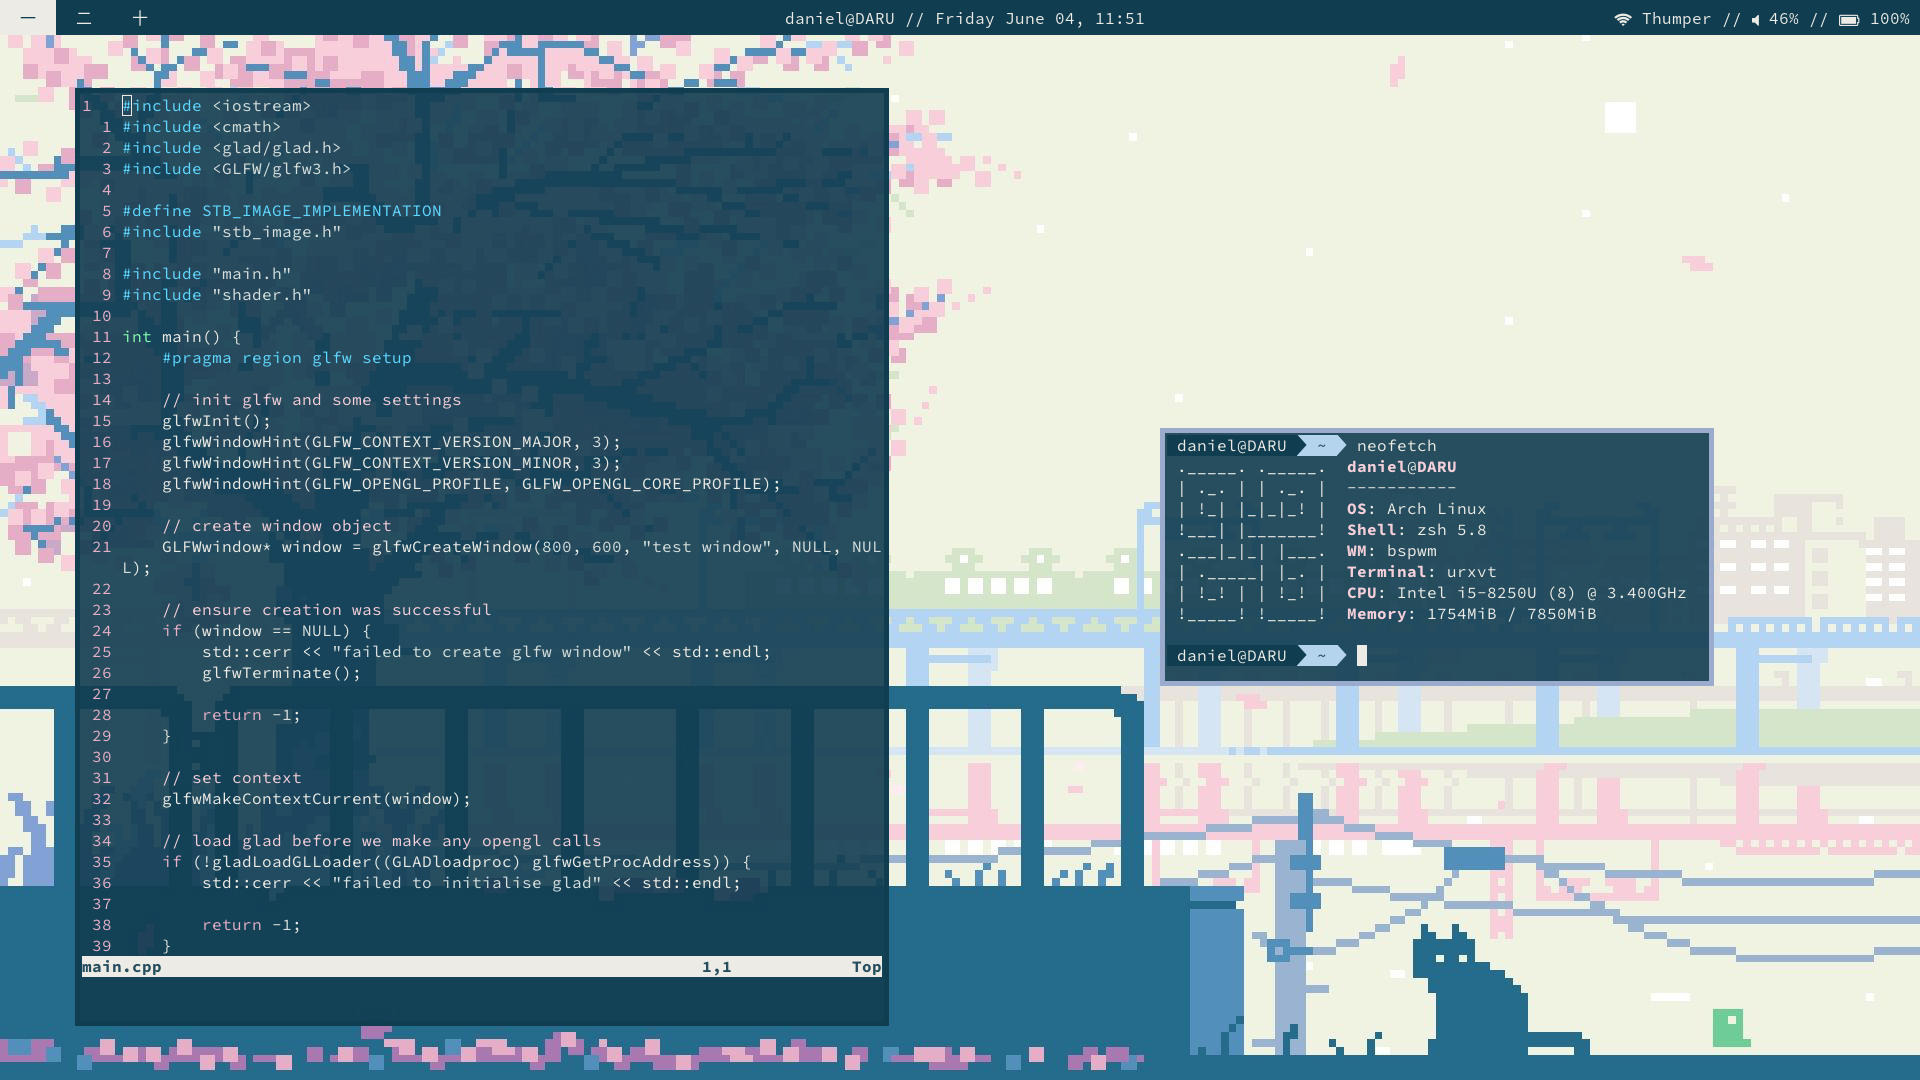 一 二 十 daniel@DARU // Friday June 04, 11:51 Thumper // 46% // 100%
1 #include <iostream>
1 #include <cmath>
2 #include <glad/glad.h>
3 #include <GLFW/glfw3.h>
4
5 #define STB_IMAGE_IMPLEMENTATION
6 #include "stb_image.h"
7
8 #include "main.h"
9 #include "shader.h"
10
11 int main() {
12     #pragma region glfw setup
13
14     // init glfw and some settings
15     glfwInit();
16     glfwWindowHint(GLFW_CONTEXT_VERSION_MAJOR, 3);
17     glfwWindowHint(GLFW_CONTEXT_VERSION_MINOR, 3);
18     glfwWindowHint(GLFW_OPENGL_PROFILE, GLFW_OPENGL_CORE_PROFILE);
19
20     // create window object
21     GLFWwindow* window = glfwCreateWindow(800, 600, "test window", NULL, NUL
L);
22
23     // ensure creation was successful
24     if (window == NULL) {
25         std::cerr << "failed to create glfw window" << std::endl;
26         glfwTerminate();
27
28         return -1;
29     }
30
31     // set context
32     glfwMakeContextCurrent(window);
33
34     // load glad before we make any opengl calls
35     if (!gladLoadGLLoader((GLADloadproc) glfwGetProcAddress)) {
36         std::cerr << "failed to initialise glad" << std::endl;
37
38         return -1;
39     }
main.cpp 1,1 Top
daniel@DARU ~ neofetch
._____. ._____.  daniel@DARU
| ._. | | ._. |  -----------
| !_| |_|_|_! |  OS: Arch Linux
!___| |_______!  Shell: zsh 5.8
.___|_|_| |___.  WM: bspwm
| ._____| |_. |  Terminal: urxvt
| !_! | | !_! |  CPU: Intel i5-8250U (8) @ 3.400GHz
!_____! !_____!  Memory: 1754MiB / 7850MiB
daniel@DARU ~